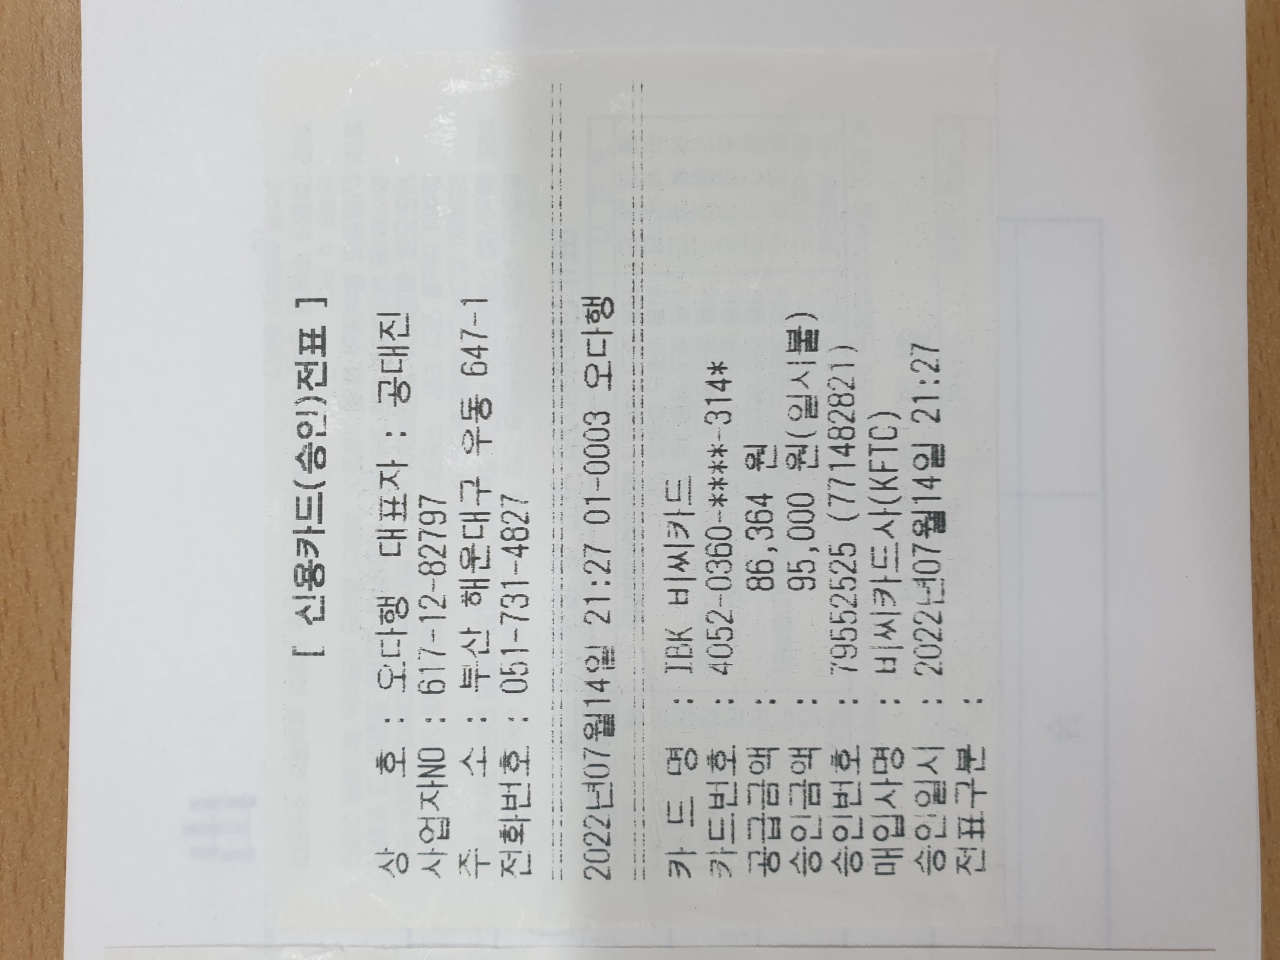 [ 신용카드(승인)전표 ]
상 호 : 오다행 대표자 : 공대진
사업자NO : 617-12-82797
주 소 : 부산 해운대구 우동 647-1
전화번호 : 051-731-4827
================================
2022년07월14일 21:27 01-0003 오다행
================================
카 드 명 : IBK 비씨카드
카드번호 : 4052-0360-****-314*
공급금액 : 86,364 원
승인금액 : 95,000 원(일시불)
승인번호 : 79552525 (771482821)
매입사명 : 비씨카드사(KFTC)
승인일시 : 2022년07월14일 21:27
전표구분 :